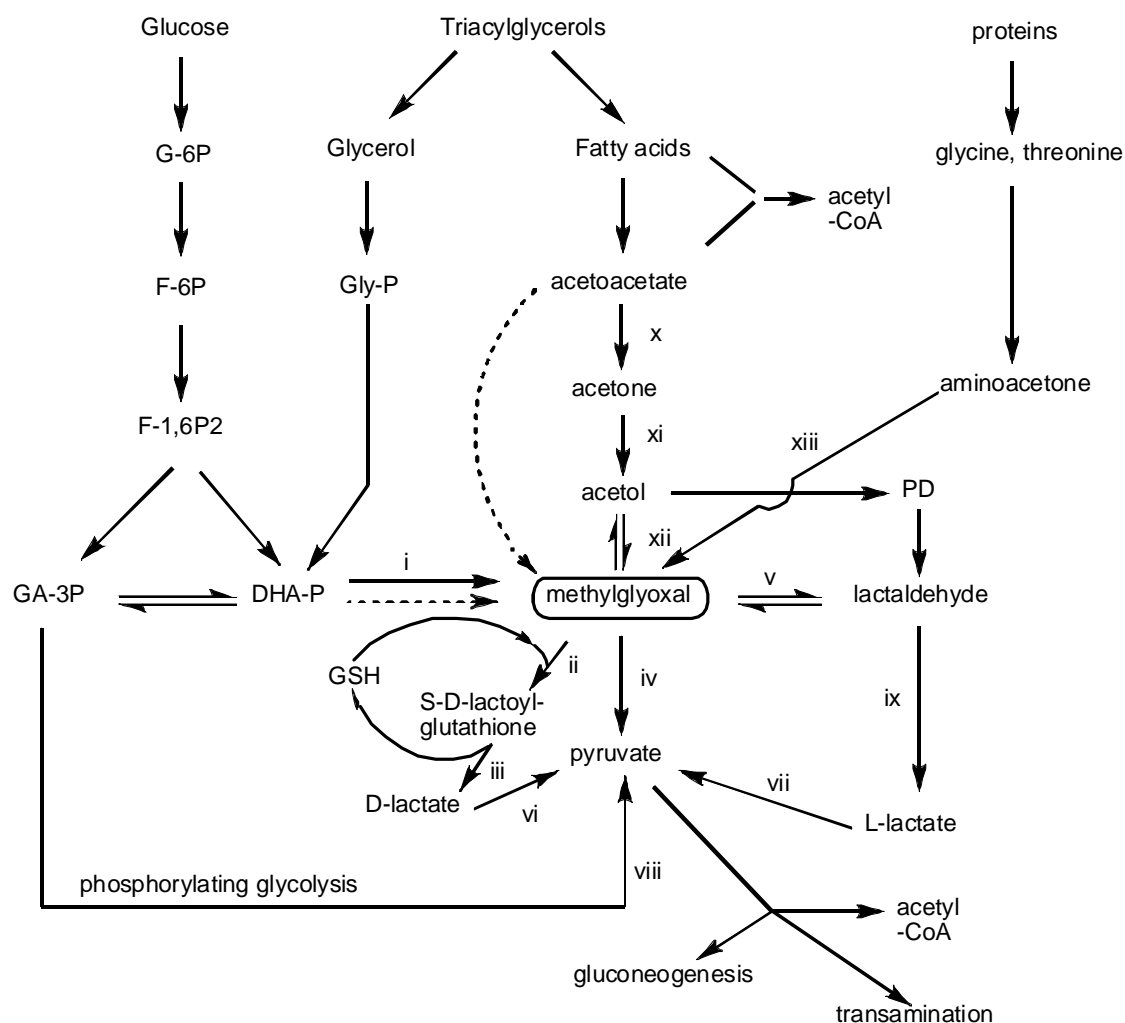 Glucose
Triacylglycerols
proteins
G-6P
Glycerol
Fatty acids
glycine, threonine
acetyl
-CoA
F-6P
Gly-P
acetoacetate
x
acetone
aminoacetone
F-1,6P2
xi
xiii
acetol
PD
xii
i
v
GA-3P
DHA-P
methylglyoxal
lactaldehyde
GSH
ii
iv
ix
S-D-lactoyl-
glutathione
pyruvate
iii
vii
D-lactate
vi
L-lactate
viii
phosphorylating glycolysis
acetyl
-CoA
gluconeogenesis
transamination